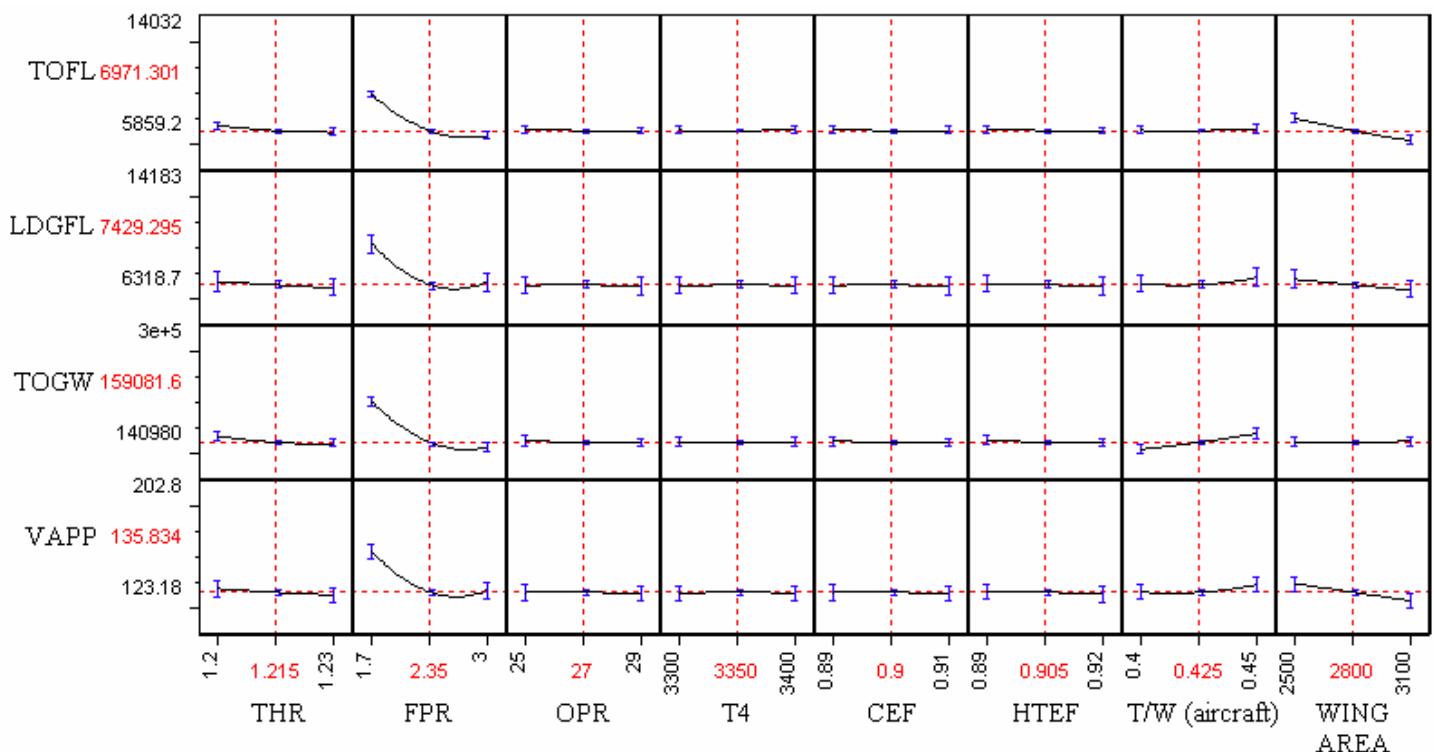 14032
TOFL 6971.301
5859.2
14183
LDGFL 7429.295
6318.7
3e+5
TOGW 159081.6
140980
202.8
VAPP 135.834
123.18
1.2 1.215 1.23 1.7 2.35 3 25 27 29 3300 3350 3400 0.89 0.9 0.91 0.89 0.905 0.92 0.4 0.425 0.45 2500 2800 3100
THR FPR OPR T4 CEF HTEF T/W (aircraft) WING
AREA